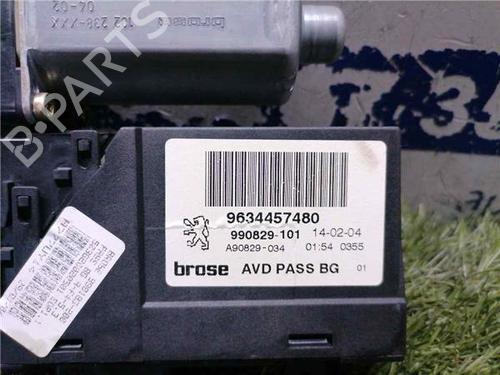 04-02
102 238-XXX
brose
B-PARTS
9634457480
990829-101 14-02-04
A90829-034 01:54 0355
brose AVD PASS BG 01